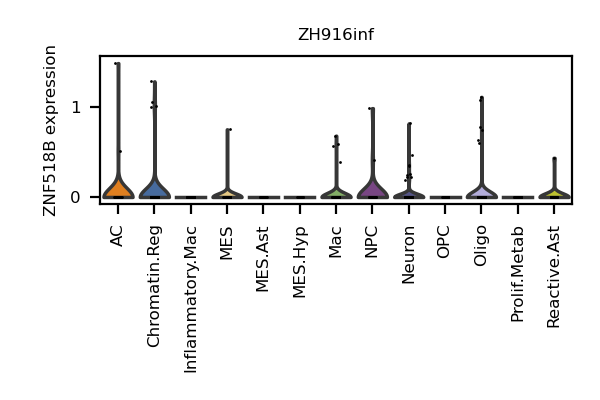 ZH916inf
ZNF518B expression
1
0
AC
Chromatin.Reg
Inflammatory.Mac
MES
MES.Ast
MES.Hyp
Mac
NPC
Neuron
OPC
Oligo
Prolif.Metab
Reactive.Ast